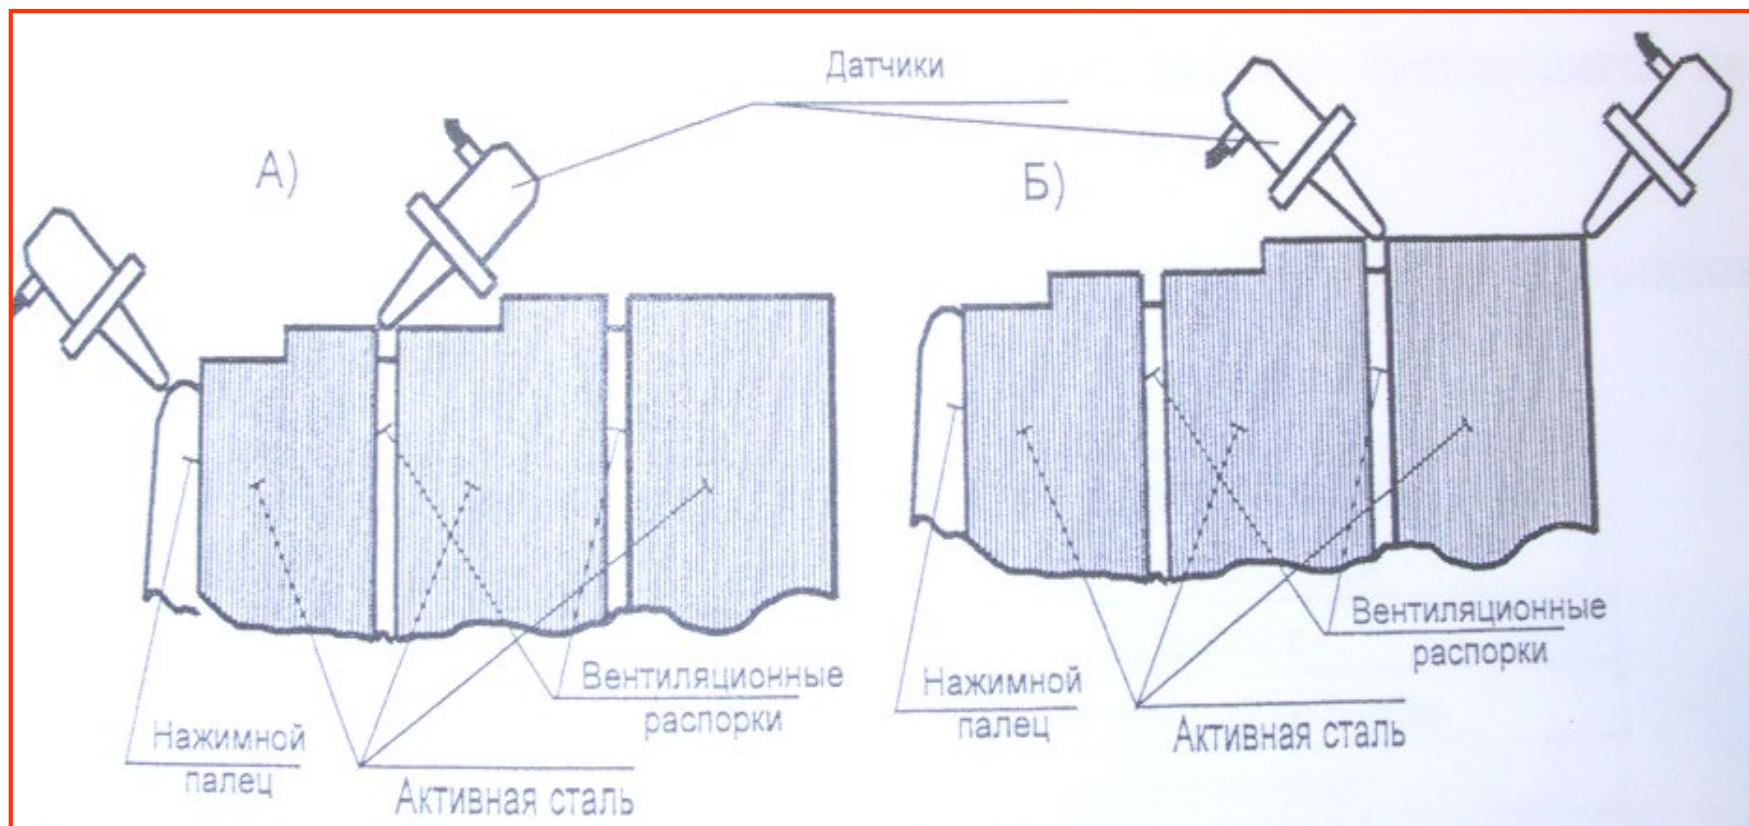 Датчики
А)
Б)
Вентиляционные
распорки
Нажимной
палец
Активная сталь
Вентиляционные
распорки
Нажимной
палец
Активная сталь